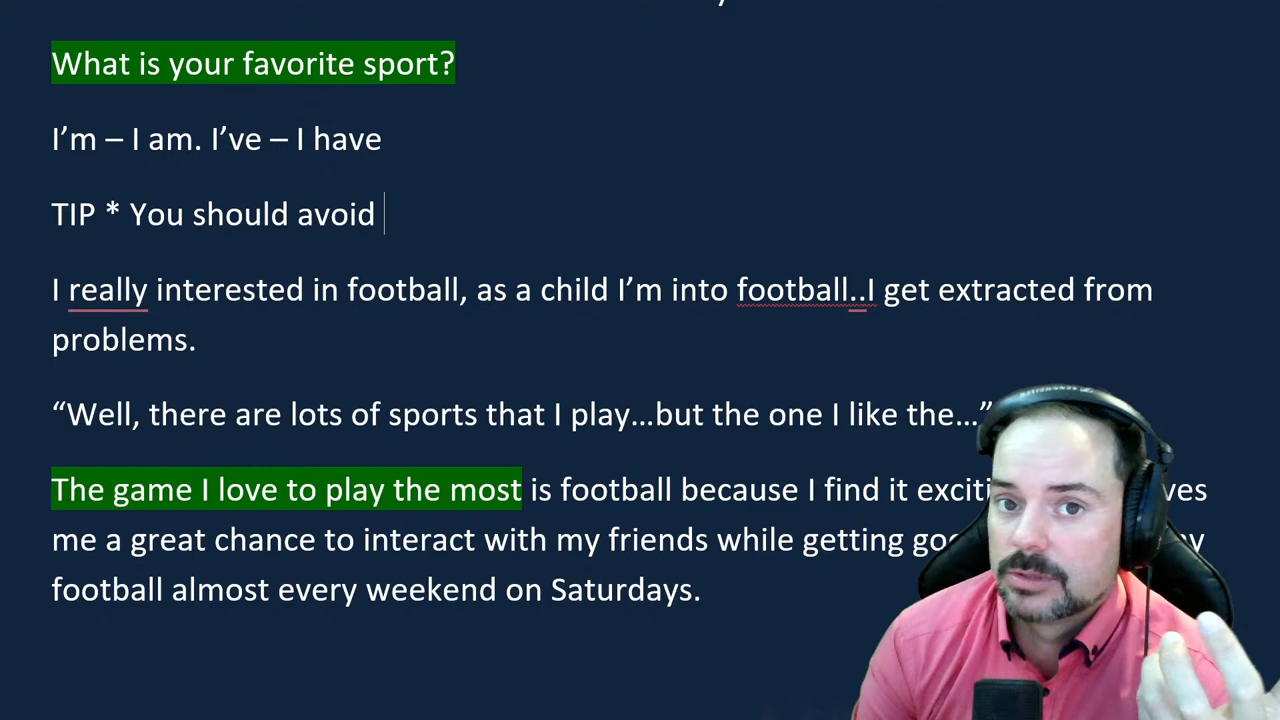 What is your favorite sport?
I’m – I am. I’ve – I have
TIP * You should avoid
I really interested in football, as a child I’m into football..I get extracted from
problems.
“Well, there are lots of sports that I play…but the one I like the…”
The game I love to play the most is football because I find it
me a great chance to interact with my friends while getting
football almost every weekend on Saturdays.